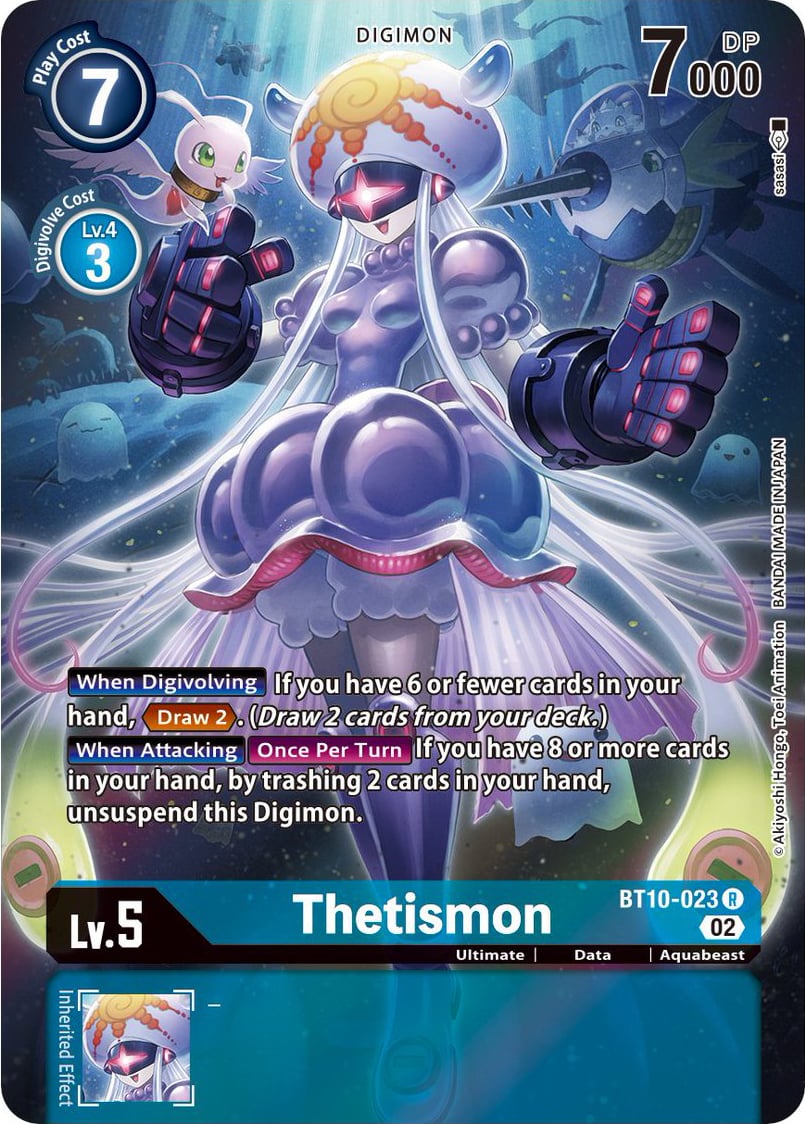 Play Cost
7
DIGIMON
7000
DP
sasasi
Digivolve Cost
Lv.4
3
When Digivolving If you have 6 or fewer cards in your
hand, Draw 2. (Draw 2 cards from your deck.)
When Attacking Once Per Turn If you have 8 or more cards
in your hand, by trashing 2 cards in your hand,
unsuspend this Digimon.
© Akiyoshi Hongo, Toei Animation BANDAI MADE IN JAPAN
Lv.5
Thetismon
BT10-023 R
02
Ultimate | Data | Aquabeast
Inherited Effect
–